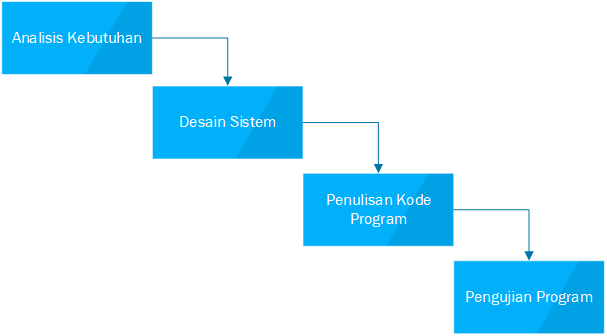 Analisis Kebutuhan
Desain Sistem
Penulisan Kode
Program
Pengujian Program